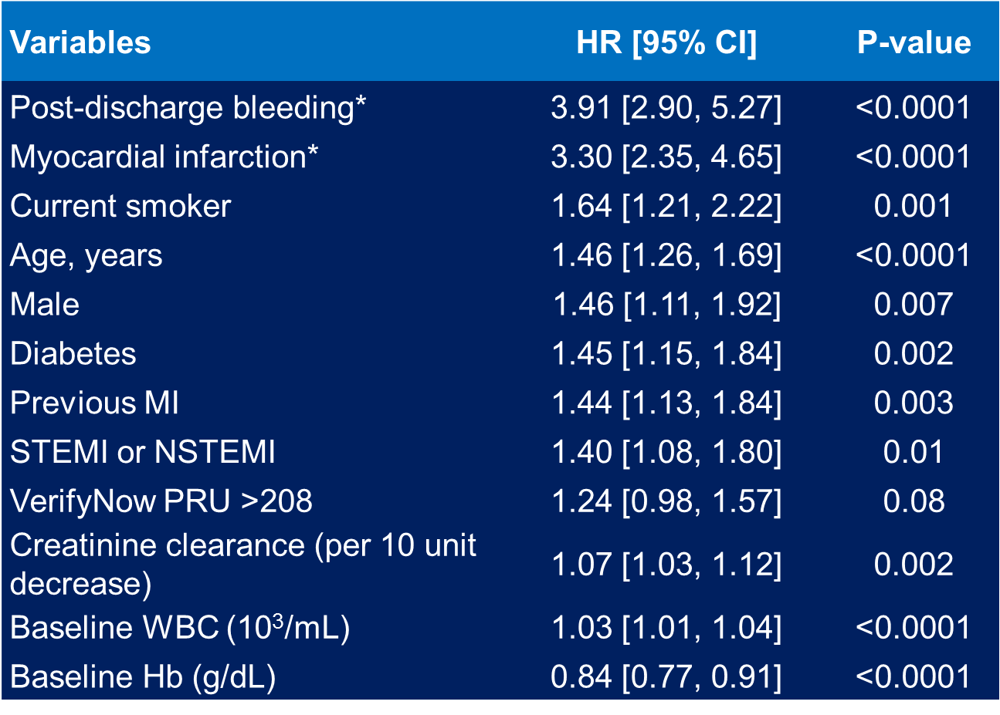 Variables HR [95% CI] P-value
Post-discharge bleeding* 3.91 [2.90, 5.27] <0.0001
Myocardial infarction* 3.30 [2.35, 4.65] <0.0001
Current smoker 1.64 [1.21, 2.22] 0.001
Age, years 1.46 [1.26, 1.69] <0.0001
Male 1.46 [1.11, 1.92] 0.007
Diabetes 1.45 [1.15, 1.84] 0.002
Previous MI 1.44 [1.13, 1.84] 0.003
STEMI or NSTEMI 1.40 [1.08, 1.80] 0.01
VerifyNow PRU >208 1.24 [0.98, 1.57] 0.08
Creatinine clearance (per 10 unit
decrease) 1.07 [1.03, 1.12] 0.002
Baseline WBC (10³/mL) 1.03 [1.01, 1.04] <0.0001
Baseline Hb (g/dL) 0.84 [0.77, 0.91] <0.0001